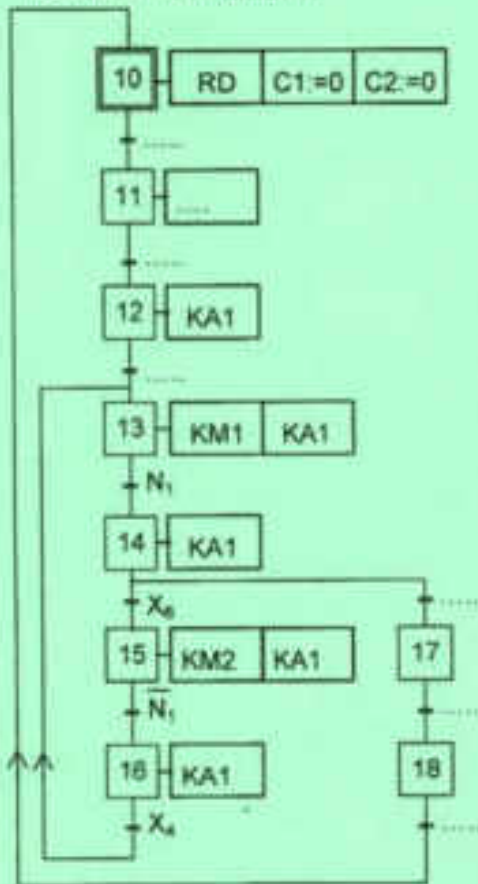 10 RD C1:=0 C2:=0
......
11 ......
......
12 KA1
......
13 KM1 KA1
N₁
14 KA1
X₆ ......
15 KM2 KA1 17
N̅₁ ......
16 KA1 18
X₄ ......